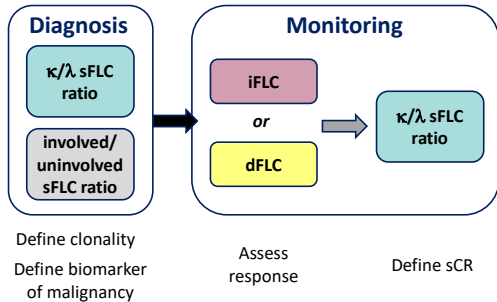 Diagnosis
κ/λ sFLC
ratio
involved/
uninvolved
sFLC ratio
Define clonality
Define biomarker
of malignancy
Monitoring
iFLC
or
dFLC
κ/λ sFLC
ratio
Assess
response
Define sCR